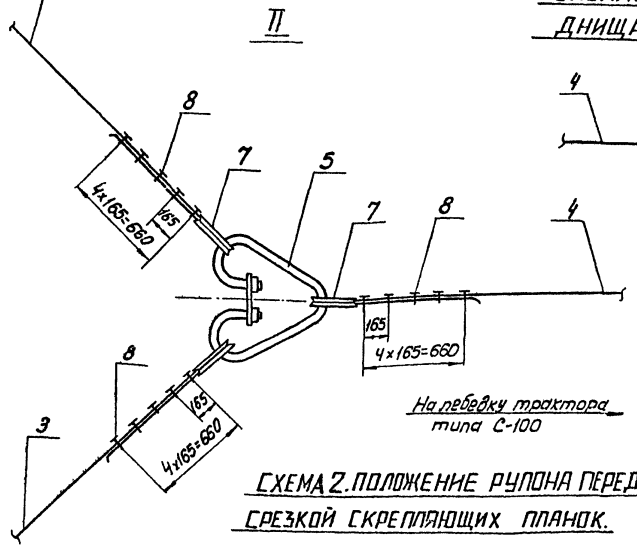 ДНИЩА
II
4
8
7
5
4x165=660
165
7
8
4
165
4x165=660
8
3
165
4x165=660
На лебедку трактора
типа С-100
СХЕМА 2. ПОЛОЖЕНИЕ РУЛОНА ПЕРЕД
СРЕЗКОЙ СКРЕПЛЯЮЩИХ ПЛАНОК.